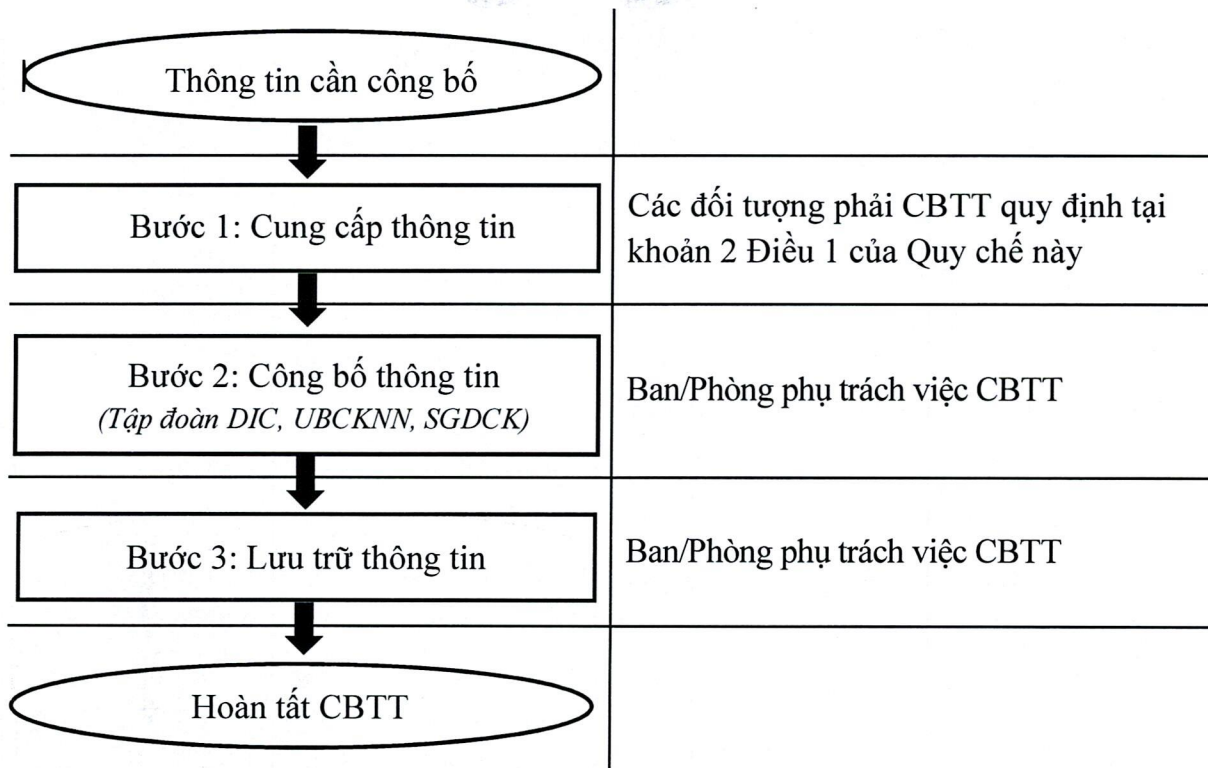 Thông tin cần công bố
Bước 1: Cung cấp thông tin
Các đối tượng phải CBTT quy định tại
khoản 2 Điều 1 của Quy chế này
Bước 2: Công bố thông tin
(Tập đoàn DIC, UBCKNN, SGDCK)
Ban/Phòng phụ trách việc CBTT
Bước 3: Lưu trữ thông tin
Ban/Phòng phụ trách việc CBTT
Hoàn tất CBTT